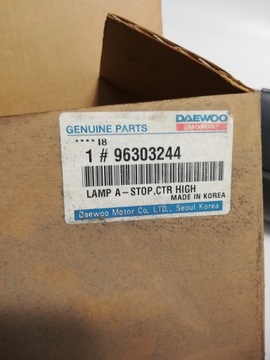 DAEWOO
GENUINE PARTS
****18
1 # 96303244
LAMP A-STOP,CTR HIGH
MADE IN KOREA
Daewoo Motor Co. LTD., Seoul Korea